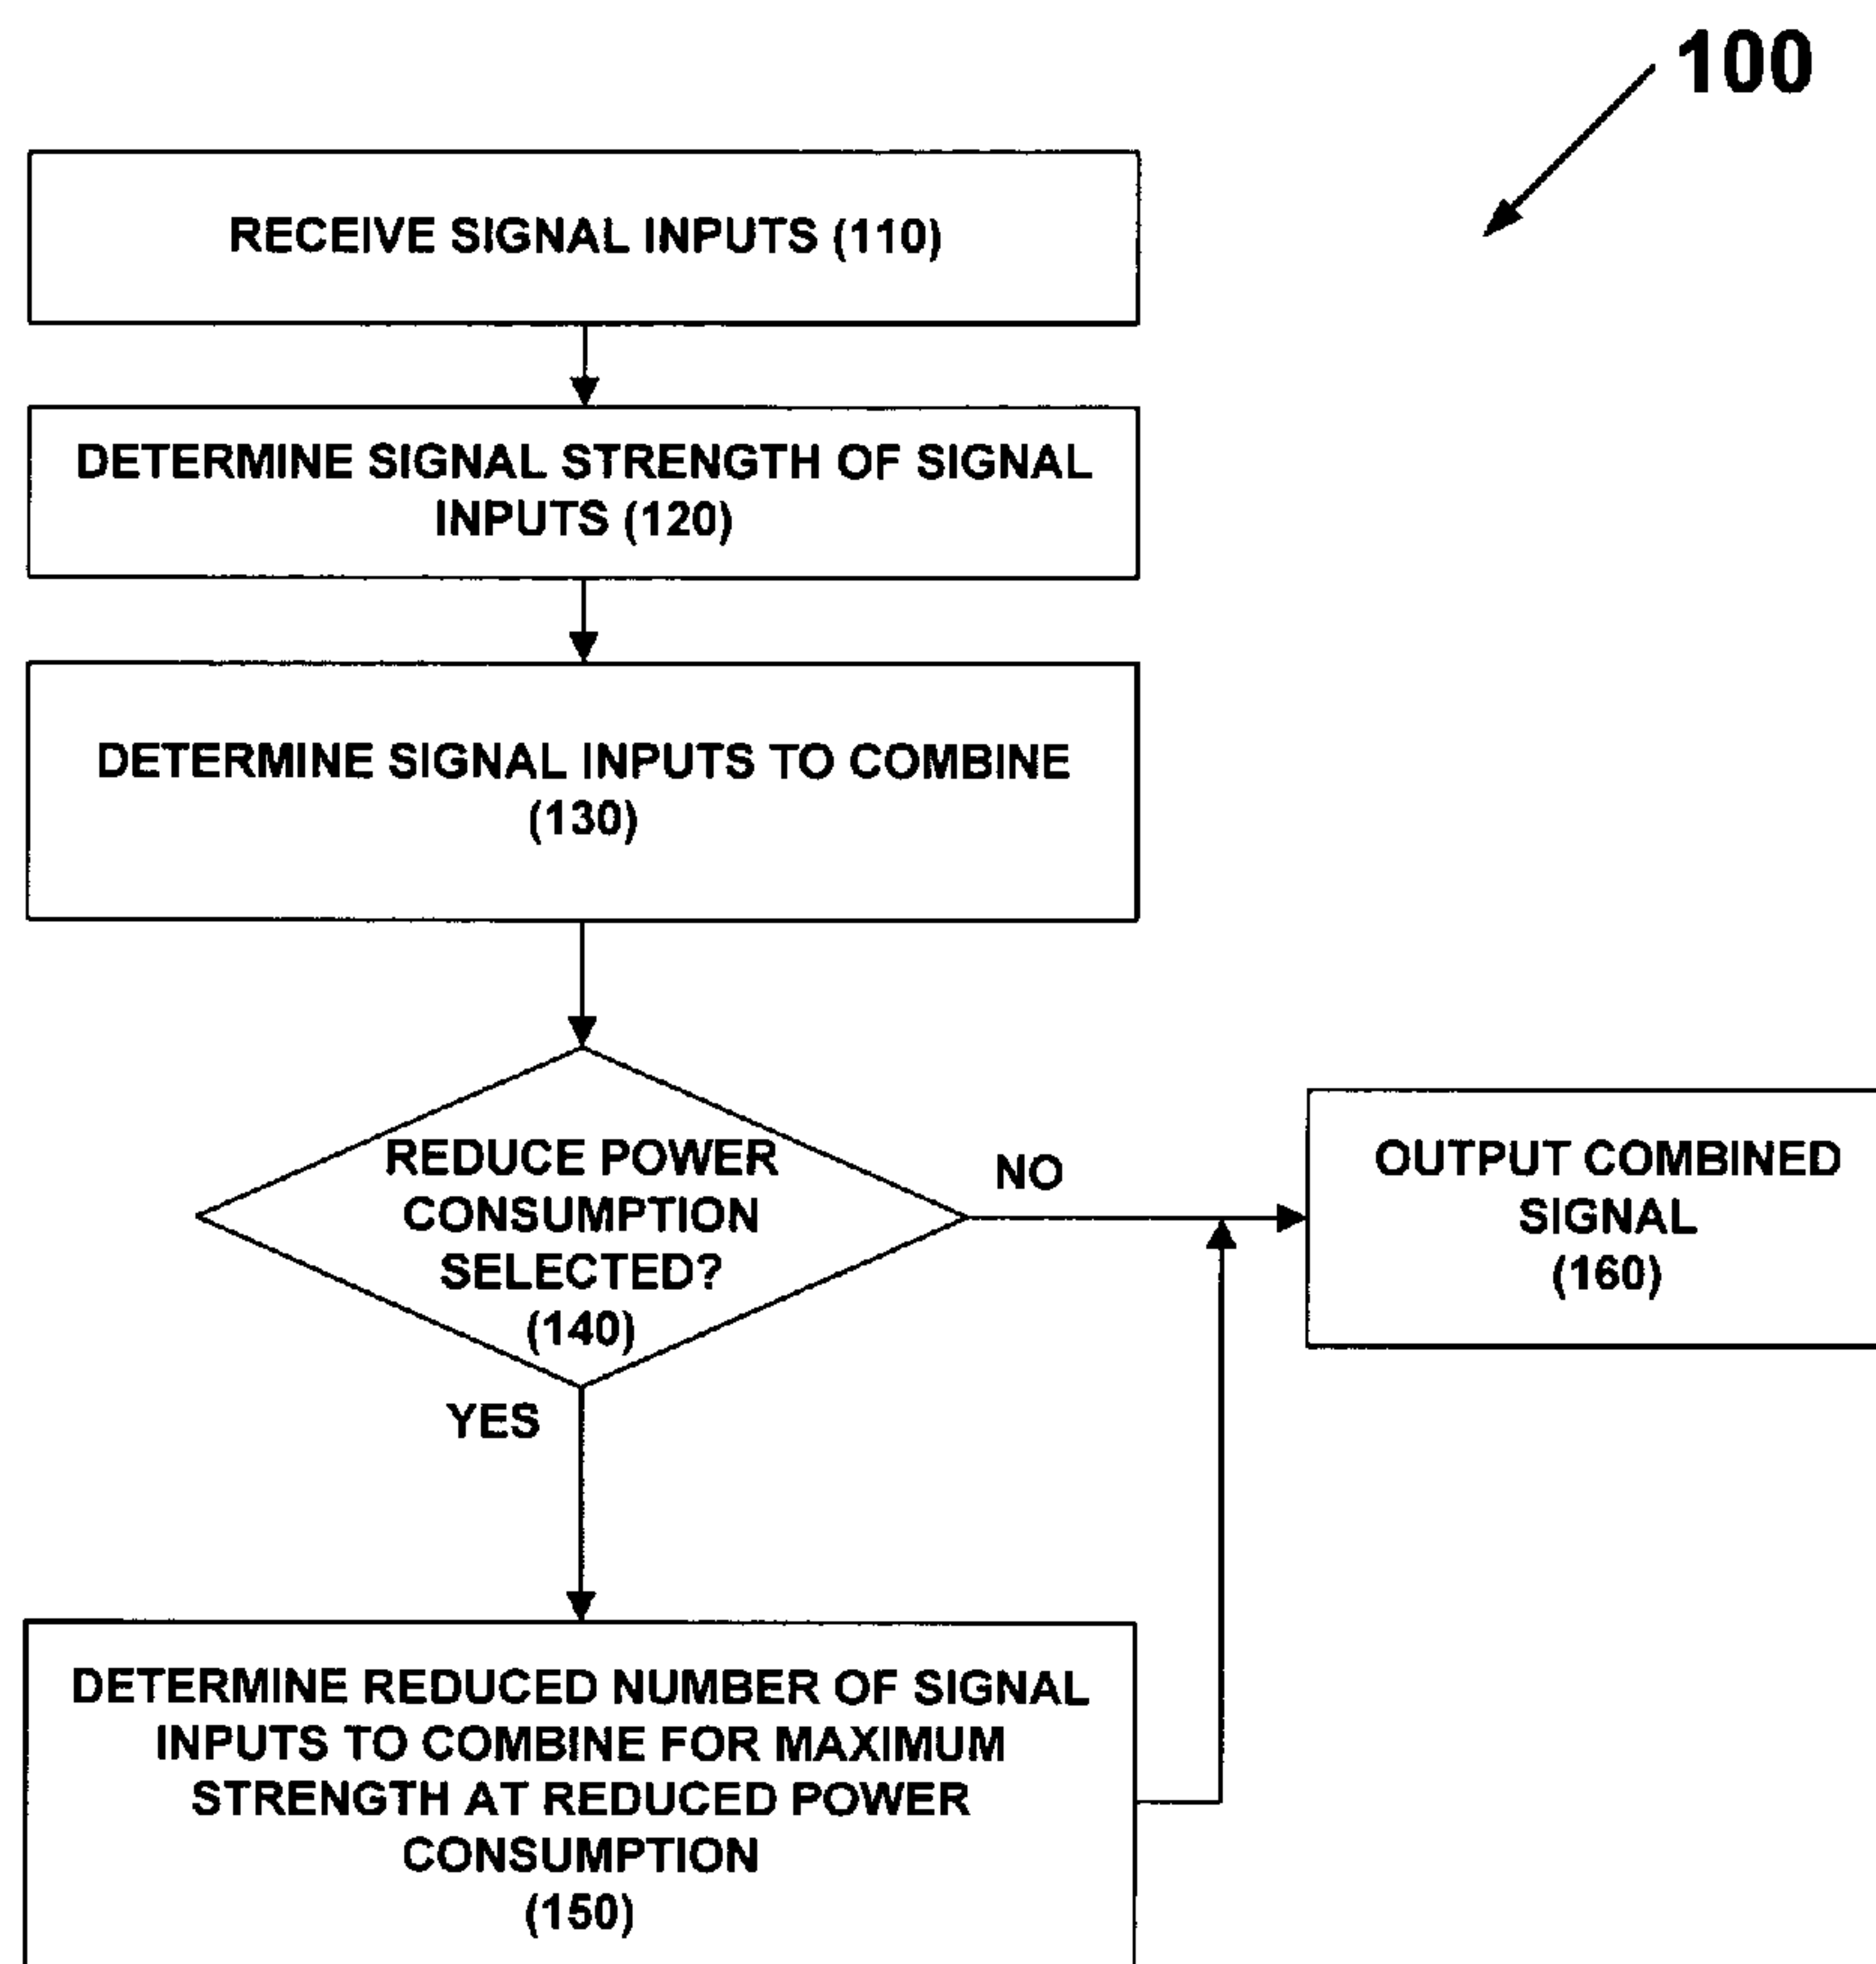 100
RECEIVE SIGNAL INPUTS (110)
DETERMINE SIGNAL STRENGTH OF SIGNAL
INPUTS (120)
DETERMINE SIGNAL INPUTS TO COMBINE
(130)
REDUCE POWER
CONSUMPTION
SELECTED?
(140)
NO
OUTPUT COMBINED
SIGNAL
(160)
YES
DETERMINE REDUCED NUMBER OF SIGNAL
INPUTS TO COMBINE FOR MAXIMUM
STRENGTH AT REDUCED POWER
CONSUMPTION
(150)